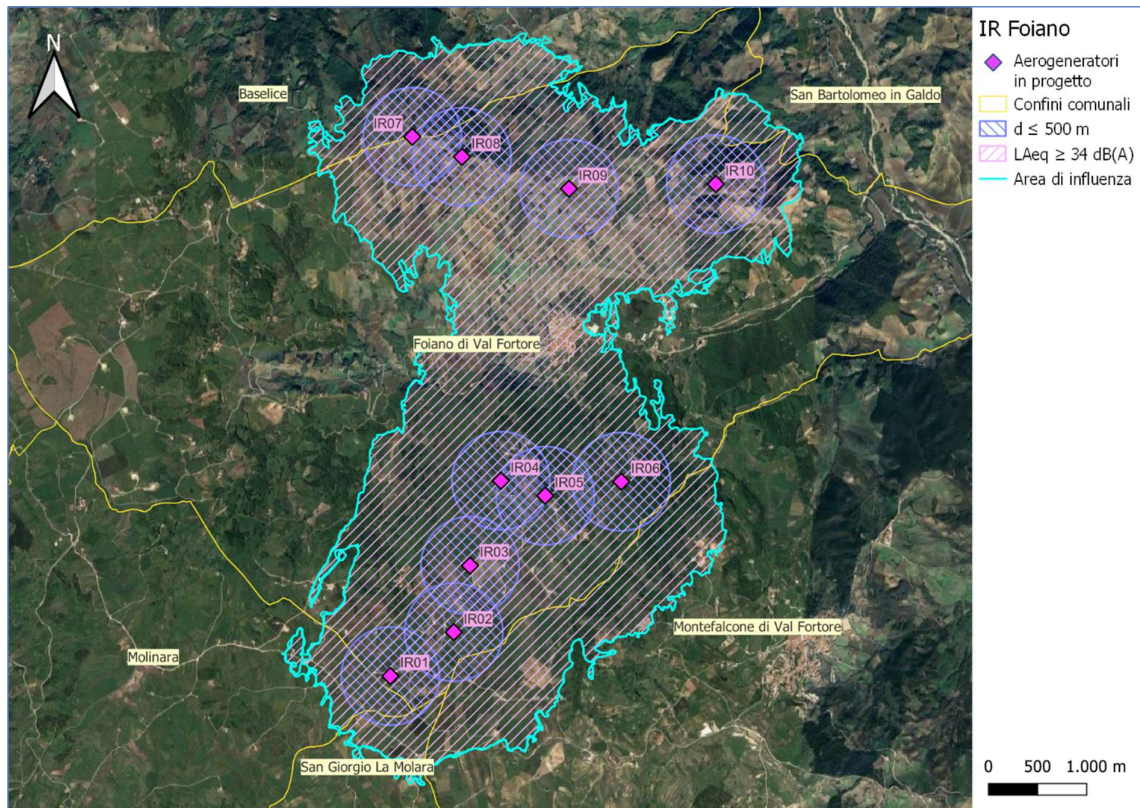 N
Baselice
San Bartolomeo in Galdo
IR07
IR08
IR09
IR10
Foiano di Val Fortore
IR04
IR05
IR06
IR03
IR02
Montefalcone di Val Fortore
Molinara
IR01
San Giorgio La Molara
IR Foiano
Aerogeneratori
in progetto
Confini comunali
d ≤ 500 m
LAeq ≥ 34 dB(A)
Area di influenza
0 500 1.000 m